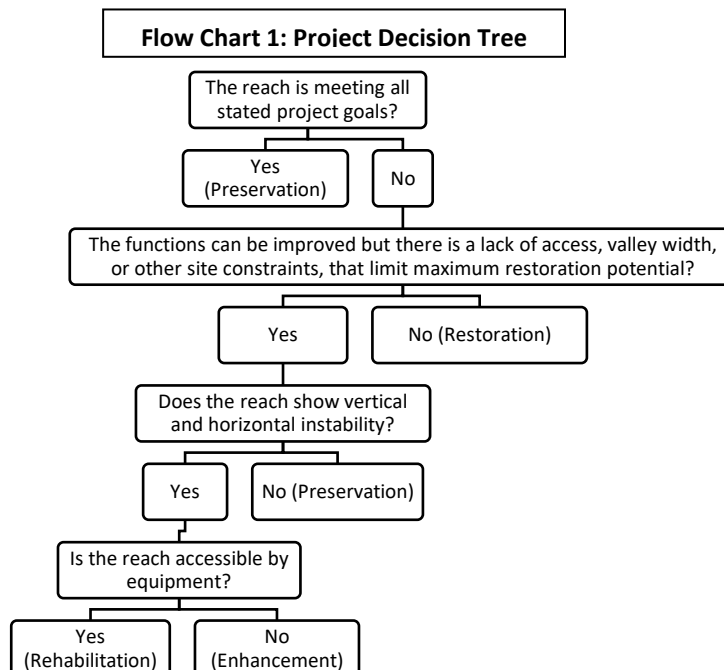 Flow Chart 1: Project Decision Tree
The reach is meeting all
stated project goals?
Yes
(Preservation)
No
The functions can be improved but there is a lack of access, valley width,
or other site constraints, that limit maximum restoration potential?
Yes
No (Restoration)
Does the reach show vertical
and horizontal instability?
Yes
No (Preservation)
Is the reach accessible by
equipment?
Yes
(Rehabilitation)
No
(Enhancement)